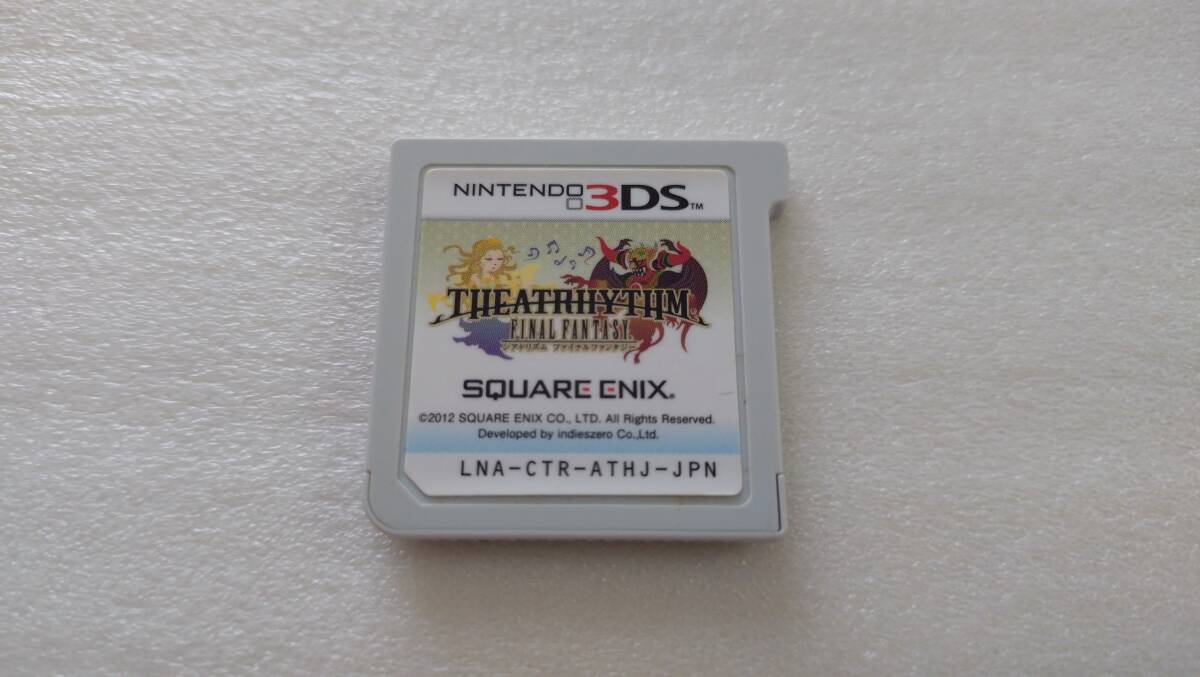 NINTENDO 3DS™
THEATRHYTHM
FINAL FANTASY.
シアトリズム ファイナルファンタジー
SQUARE ENIX.
©2012 SQUARE ENIX CO., LTD. All Rights Reserved.
Developed by indieszero Co.,Ltd.
LNA-CTR-ATHJ-JPN